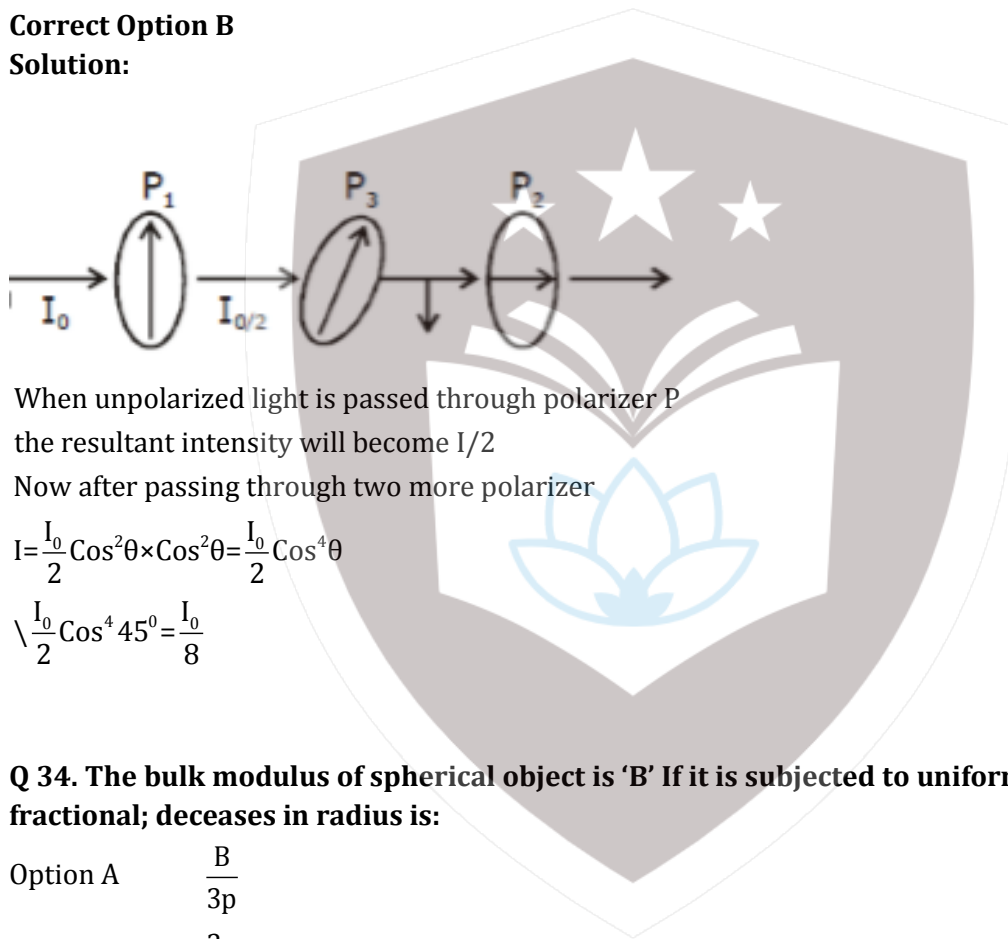 Correct Option B
Solution:
P₁ P₃ P₂
I₀ I₀/₂
When unpolarized light is passed through polarizer P
the resultant intensity will become I/2
Now after passing through two more polarizer
I=I₀/2 Cos²θ×Cos²θ=I₀/2 Cos⁴θ
\I₀/2 Cos⁴ 45⁰=I₀/8
Q 34. The bulk modulus of spherical object is ‘B’ If it is subjected to
fractional; deceases in radius is:
Option A B/3p